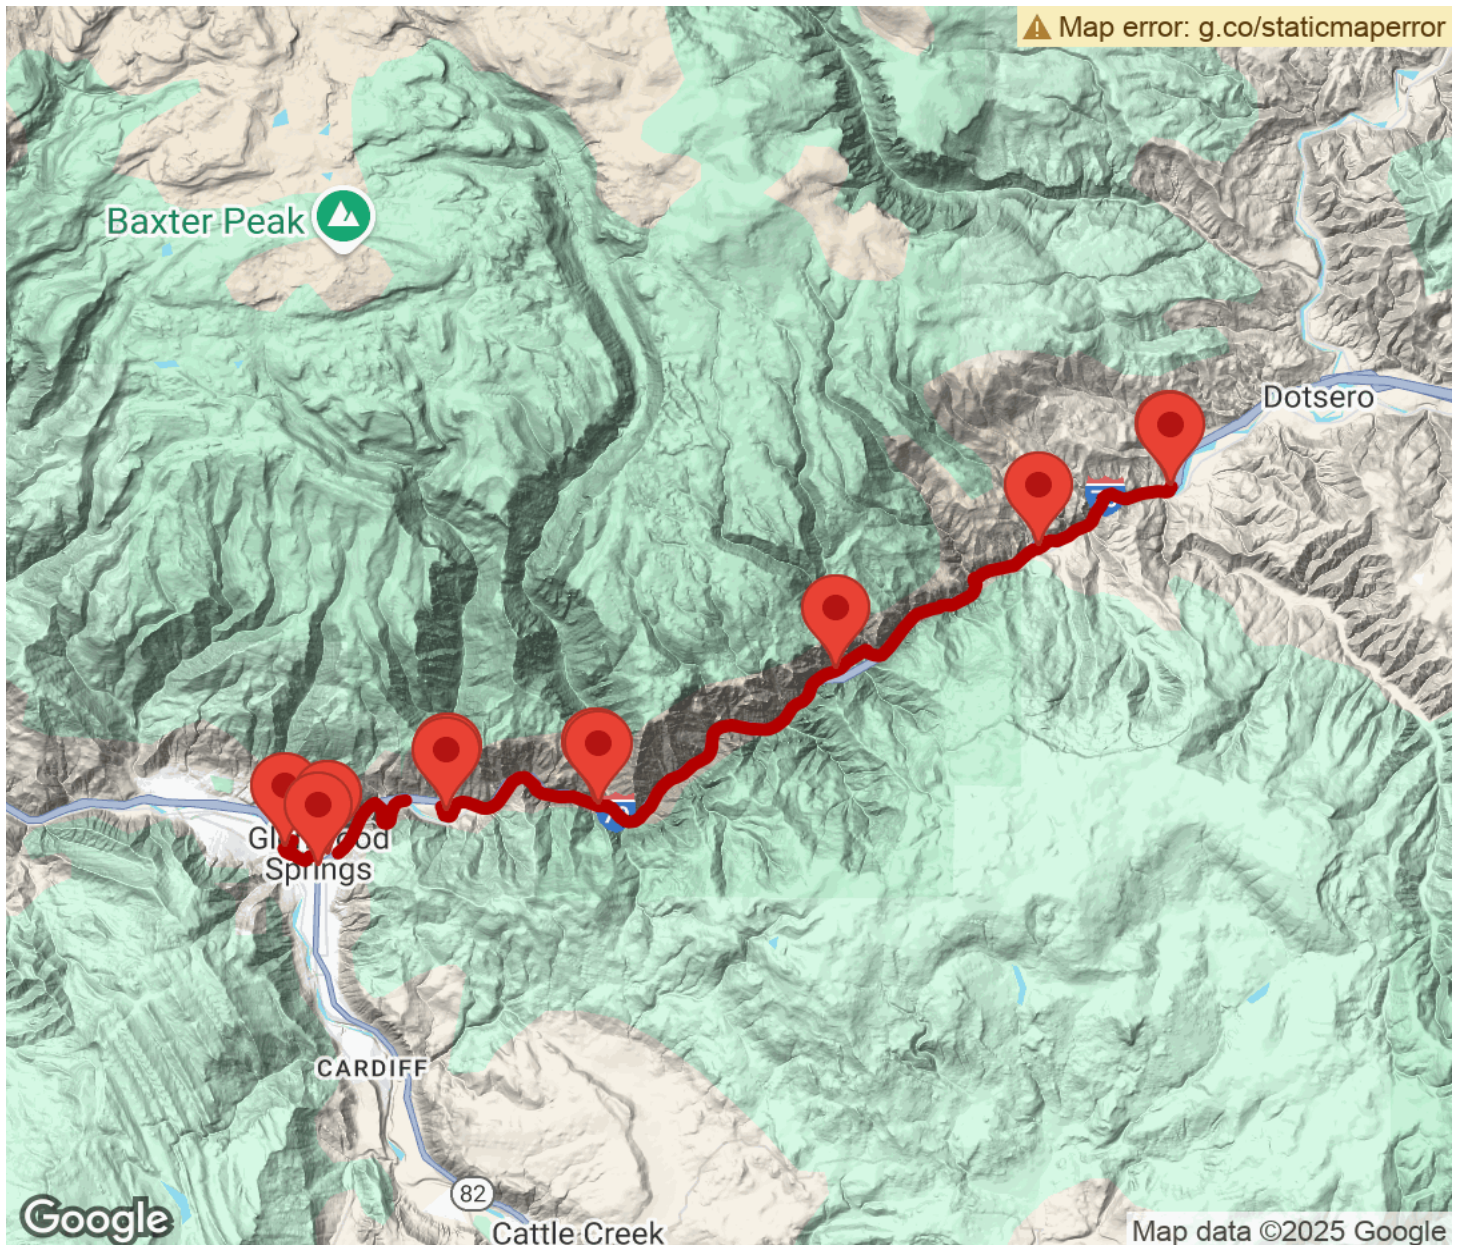 Map error: g.co/staticmaperror
Baxter Peak
Dotsero
Springs
CARDIFF
82
Cattle Creek
Google
Map data ©2025 Google